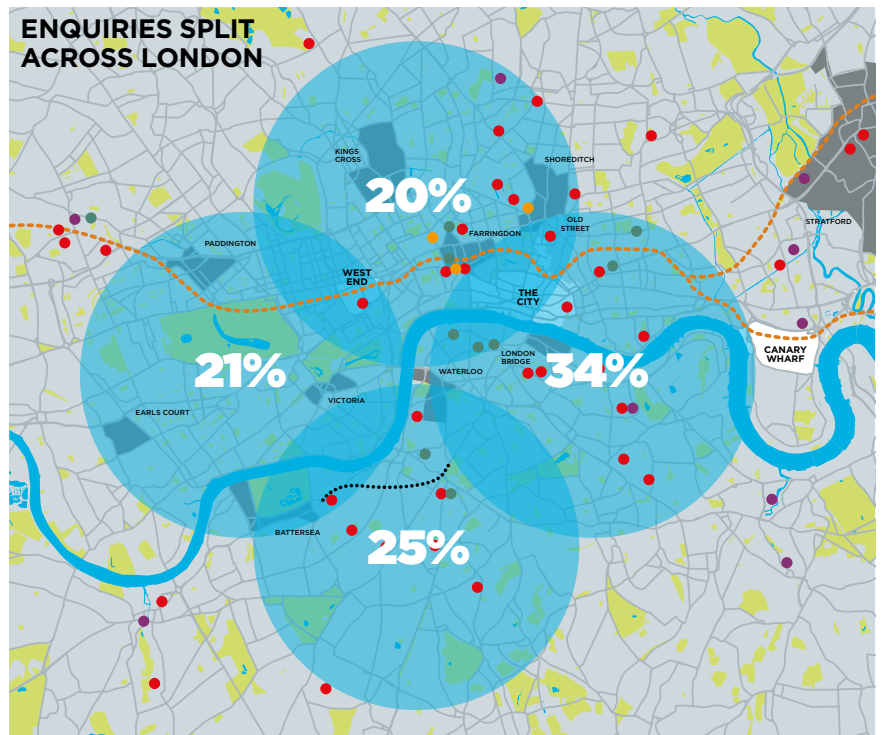 ENQUIRIES SPLIT
ACROSS LONDON
KINGS
CROSS
SHOREDITCH
20%
OLD
STREET
STRATFORD
FARRINGDON
PADDINGTON
WEST
END
THE
CITY
CANARY
WHARF
LONDON
BRIDGE
21%
34%
WATERLOO
VICTORIA
EARLS COURT
BATTERSEA
25%